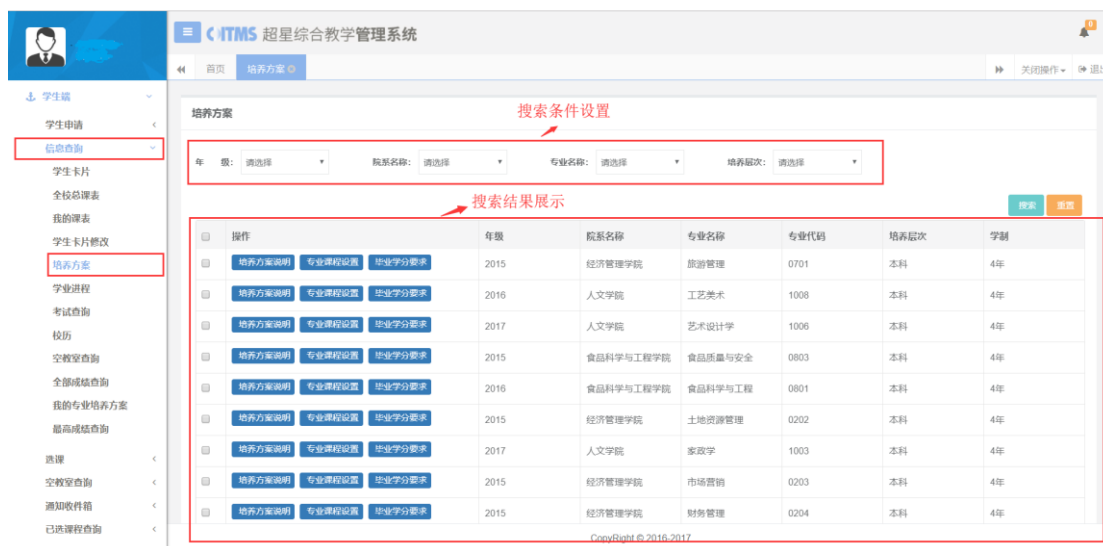 CHITMS 超星综合教学管理系统
0
首页 培养方案 关闭操作 退出
学生端
学生申请
信息查询
学生卡片
全校总课表
我的课表
学生卡片修改
培养方案
学业进程
考试查询
校历
空教室查询
全部成绩查询
我的专业培养方案
最高成绩查询
选课
空教室查询
通知收件箱
已选课程查询
培养方案
搜索条件设置
年 级: 请选择 院系名称: 请选择 专业名称: 请选择 培养层次: 请选择
搜索结果展示
搜索 重置
操作 年级 院系名称 专业名称 专业代码 培养层次 学制
培养方案说明 专业课程设置 毕业学分要求 2015 经济管理学院 旅游管理 0701 本科 4年
培养方案说明 专业课程设置 毕业学分要求 2016 人文学院 工艺美术 1008 本科 4年
培养方案说明 专业课程设置 毕业学分要求 2017 人文学院 艺术设计学 1006 本科 4年
培养方案说明 专业课程设置 毕业学分要求 2015 食品科学与工程学院 食品质量与安全 0803 本科 4年
培养方案说明 专业课程设置 毕业学分要求 2016 食品科学与工程学院 食品科学与工程 0801 本科 4年
培养方案说明 专业课程设置 毕业学分要求 2015 经济管理学院 土地资源管理 0202 本科 4年
培养方案说明 专业课程设置 毕业学分要求 2017 人文学院 家政学 1003 本科 4年
培养方案说明 专业课程设置 毕业学分要求 2015 经济管理学院 市场营销 0203 本科 4年
培养方案说明 专业课程设置 毕业学分要求 2015 经济管理学院 财务管理 0204 本科 4年
CopyRight © 2016-2017